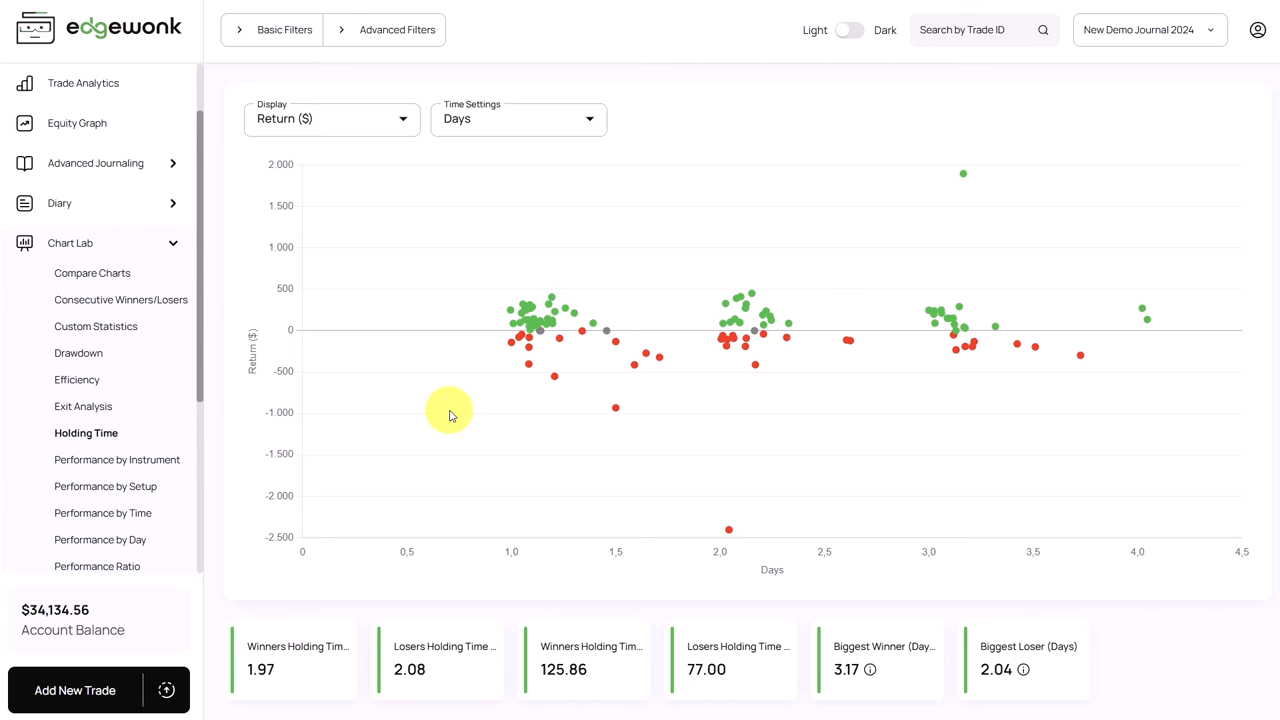 edgewonk
Basic Filters
Advanced Filters
Light
Dark
Search by Trade ID
New Demo Journal 2024
Trade Analytics
Equity Graph
Advanced Journaling
Diary
Chart Lab
Compare Charts
Consecutive Winners/Losers
Custom Statistics
Drawdown
Efficiency
Exit Analysis
Holding Time
Performance by Instrument
Performance by Setup
Performance by Time
Performance by Day
Performance Ratio
$34,134.56
Account Balance
Add New Trade
Display
Return ($)
Time Settings
Days
2.000
1.500
1.000
500
0
-500
-1.000
-1.500
-2.000
-2.500
Return ($)
0 0,5 1,0 1,5 2,0 2,5 3,0 3,5 4,0 4,5
Days
Winners Holding Tim...
1.97
Losers Holding Time ...
2.08
Winners Holding Tim...
125.86
Losers Holding Time ...
77.00
Biggest Winner (Day...
3.17
Biggest Loser (Days)
2.04